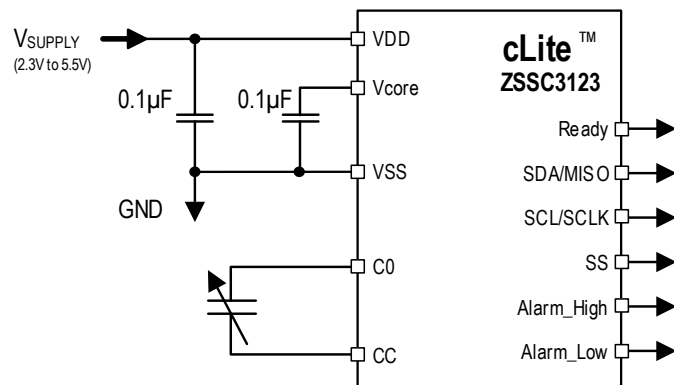 VSUPPLY
(2.3V to 5.5V)
VDD
cLite™
ZSSC3123
0.1µF
0.1µF
Vcore
Ready
SDA/MISO
VSS
GND
SCL/SCLK
C0
SS
Alarm_High
CC
Alarm_Low